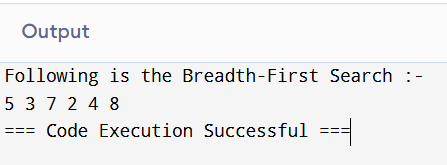 Output
Following is the Breadth-First Search :-
5 3 7 2 4 8
=== Code Execution Successful ===